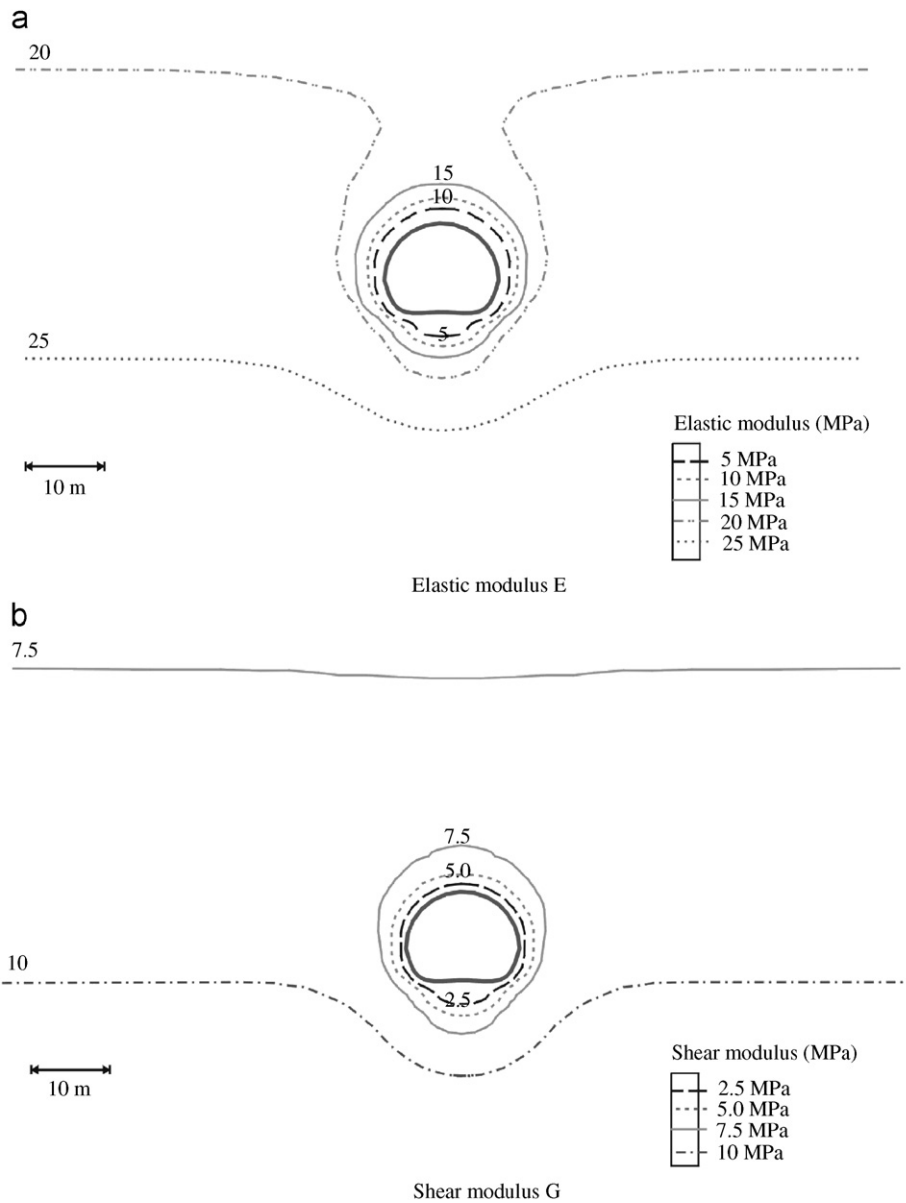 a
20
15
10
5
25
10 m
Elastic modulus (MPa)
5 MPa
10 MPa
15 MPa
20 MPa
25 MPa
Elastic modulus E
b
7.5
7.5
5.0
10
2.5
10 m
Shear modulus (MPa)
2.5 MPa
5.0 MPa
7.5 MPa
10 MPa
Shear modulus G